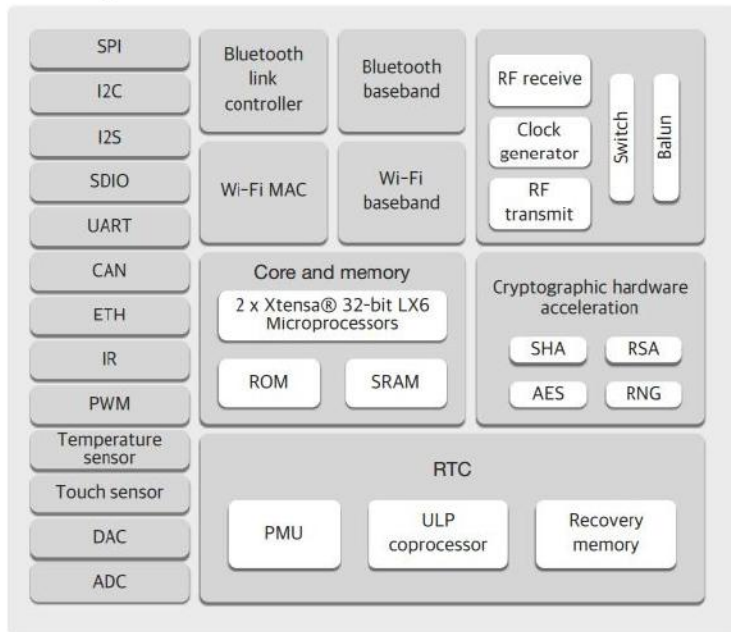 SPI
I2C
I2S
SDIO
UART
CAN
ETH
IR
PWM
Temperature
sensor
Touch sensor
DAC
ADC
Bluetooth
link
controller
Bluetooth
baseband
Wi-Fi MAC
Wi-Fi
baseband
RF receive
Clock
generator
RF
transmit
Switch
Balun
Core and memory
2 x Xtensa® 32-bit LX6
Microprocessors
ROM
SRAM
Cryptographic hardware
acceleration
SHA
RSA
AES
RNG
RTC
PMU
ULP
coprocessor
Recovery
memory